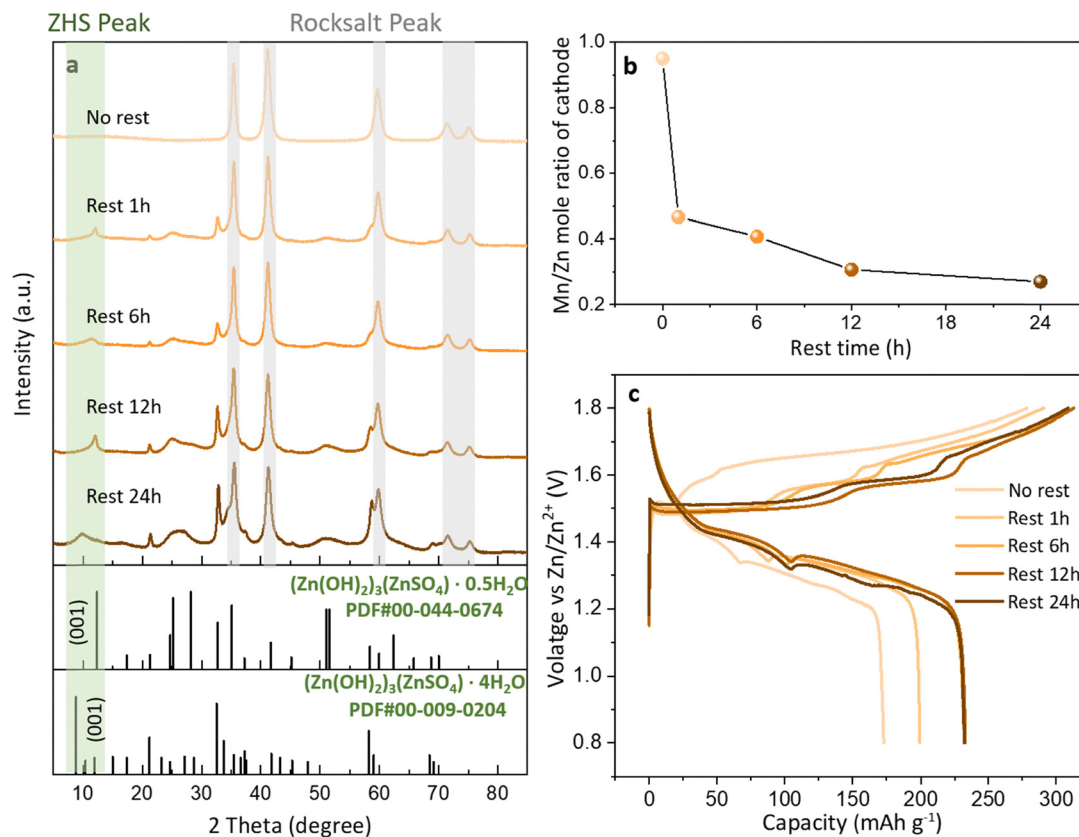 ZHS Peak
Rocksalt Peak
a
No rest
Rest 1h
Rest 6h
Rest 12h
Rest 24h
Intensity (a.u.)
(Zn(OH)₂)₃(ZnSO₄) · 0.5H₂O
PDF#00-044-0674
(001)
(Zn(OH)₂)₃(ZnSO₄) · 4H₂O
PDF#00-009-0204
(001)
10 20 30 40 50 60 70 80
2 Theta (degree)
b
1.0
0.8
0.6
0.4
0.2
Mn/Zn mole ratio of cathode
0 6 12 18 24
Rest time (h)
c
1.8
1.6
1.4
1.2
1.0
0.8
Volatge vs Zn/Zn²⁺ (V)
No rest
Rest 1h
Rest 6h
Rest 12h
Rest 24h
0 50 100 150 200 250 300
Capacity (mAh g⁻¹)